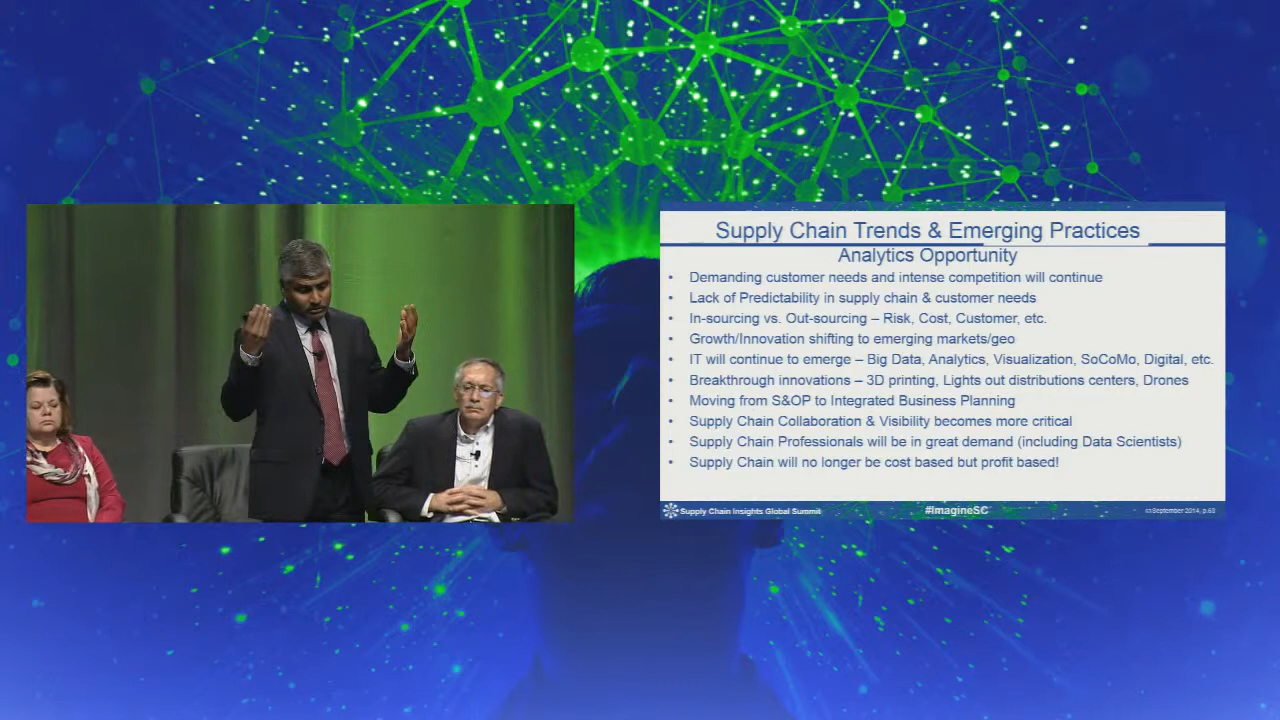 Supply Chain Trends & Emerging Practices
Analytics Opportunity
• Demanding customer needs and intense competition will continue
• Lack of Predictability in supply chain & customer needs
• In-sourcing vs. Out-sourcing – Risk, Cost, Customer, etc.
• Growth/Innovation shifting to emerging markets/geo
• IT will continue to emerge – Big Data, Analytics, Visualization, SoCoMo, Digital, etc.
• Breakthrough innovations – 3D printing, Lights out distributions centers, Drones
• Moving from S&OP to Integrated Business Planning
• Supply Chain Collaboration & Visibility becomes more critical
• Supply Chain Professionals will be in great demand (including Data Scientists)
• Supply Chain will no longer be cost based but profit based!
Supply Chain Insights Global Summit #ImagineSC September 2014, p.63